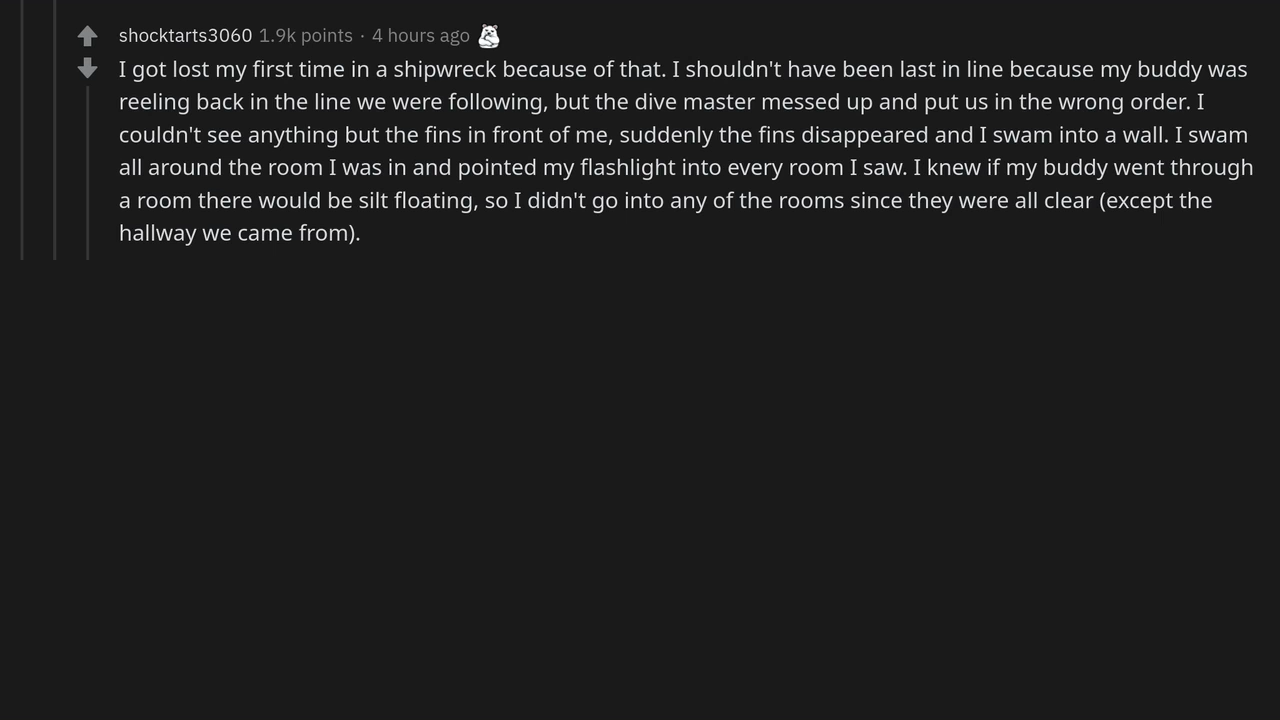 shocktarts3060 1.9k points · 4 hours ago
I got lost my first time in a shipwreck because of that. I shouldn't have been last in line because my buddy was
reeling back in the line we were following, but the dive master messed up and put us in the wrong order. I
couldn't see anything but the fins in front of me, suddenly the fins disappeared and I swam into a wall. I swam
all around the room I was in and pointed my flashlight into every room I saw. I knew if my buddy went through
a room there would be silt floating, so I didn't go into any of the rooms since they were all clear (except the
hallway we came from).